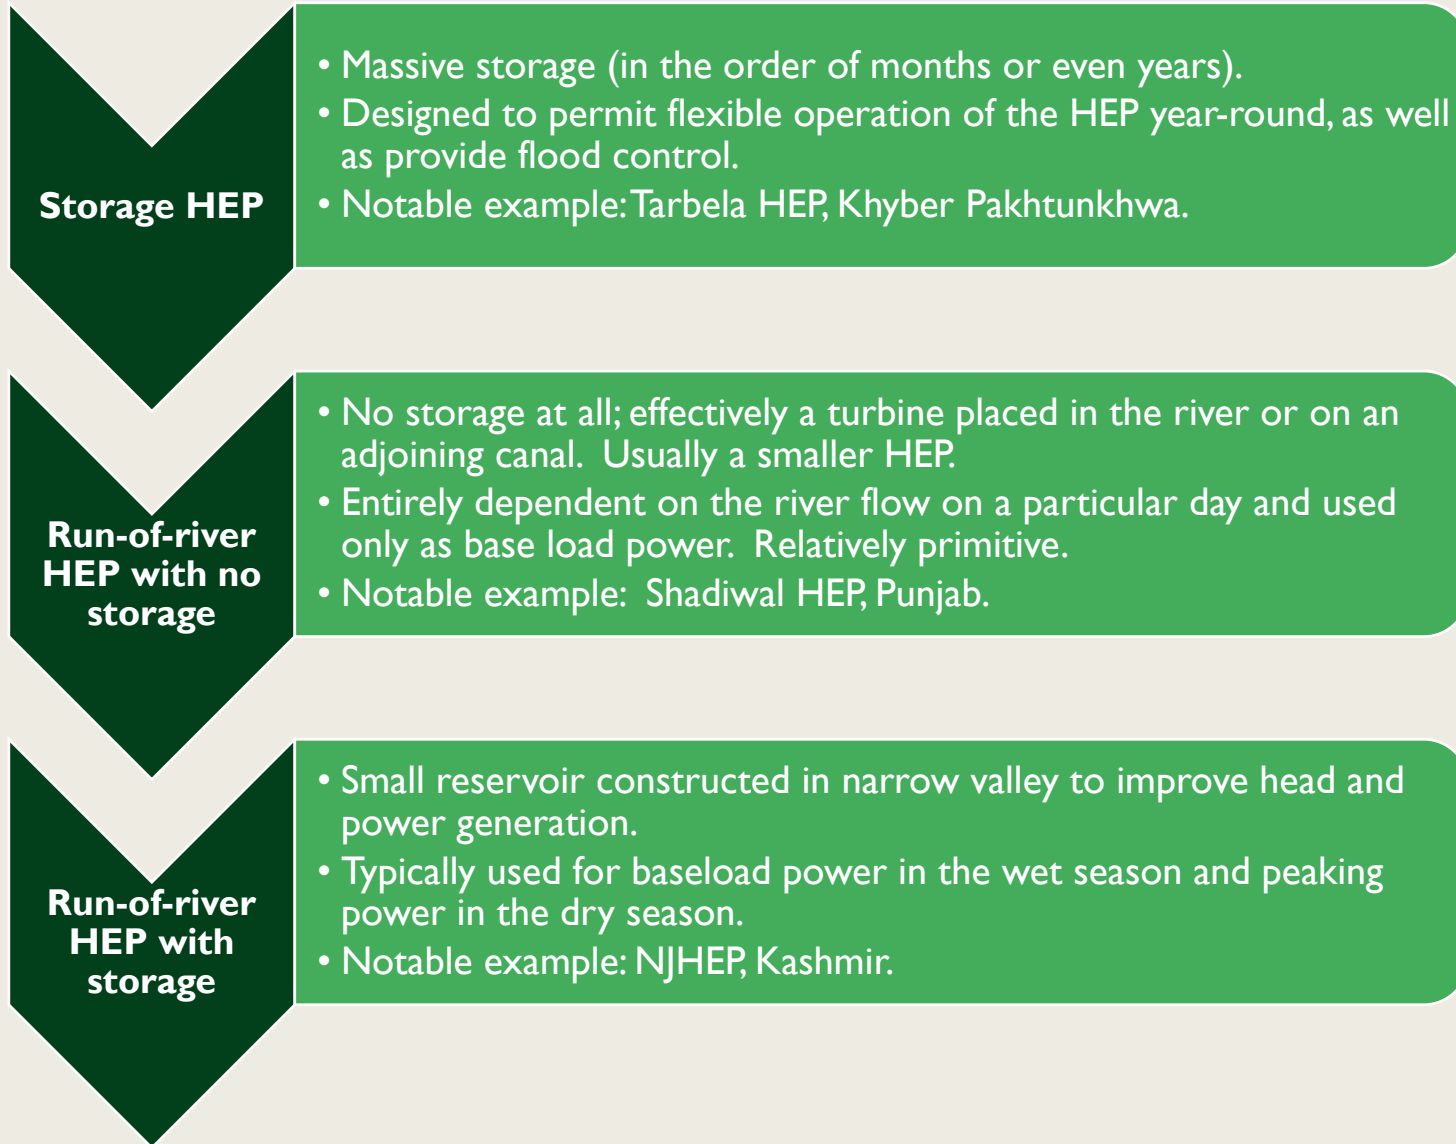 Storage HEP
• Massive storage (in the order of months or even years).
• Designed to permit flexible operation of the HEP year-round, as well
as provide flood control.
• Notable example: Tarbela HEP, Khyber Pakhtunkhwa.
Run-of-river
HEP with no
storage
• No storage at all; effectively a turbine placed in the river or on an
adjoining canal.  Usually a smaller HEP.
• Entirely dependent on the river flow on a particular day and used
only as base load power.  Relatively primitive.
• Notable example:  Shadiwal HEP, Punjab.
Run-of-river
HEP with
storage
• Small reservoir constructed in narrow valley to improve head and
power generation.
• Typically used for baseload power in the wet season and peaking
power in the dry season.
• Notable example: NJHEP, Kashmir.